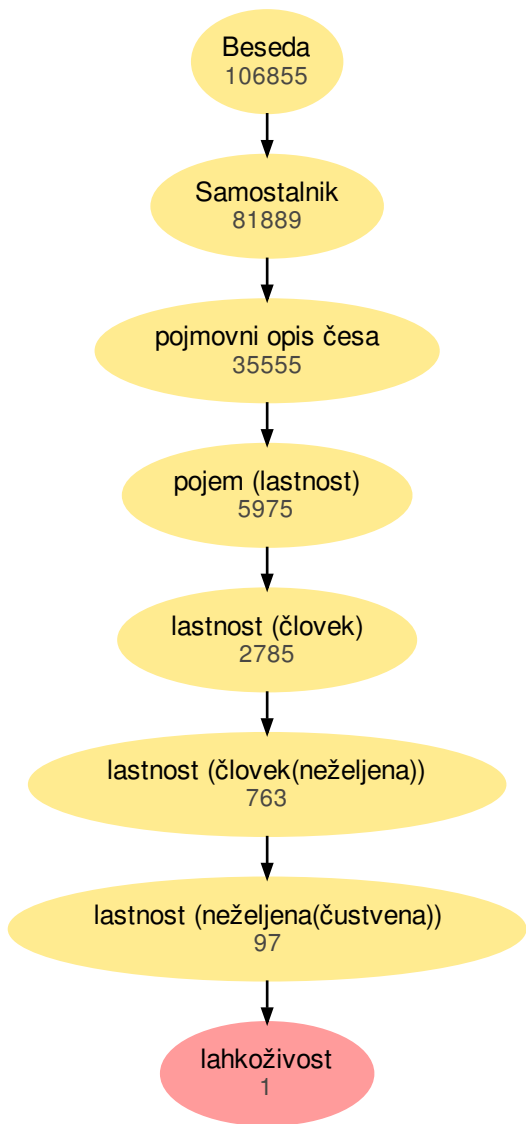 Beseda
106855
Samostalnik
81889
pojmovni opis česa
35555
pojem (lastnost)
5975
lastnost (človek)
2785
lastnost (človek(neželjena))
763
lastnost (neželjena(čustvena))
97
lahkoživost
1